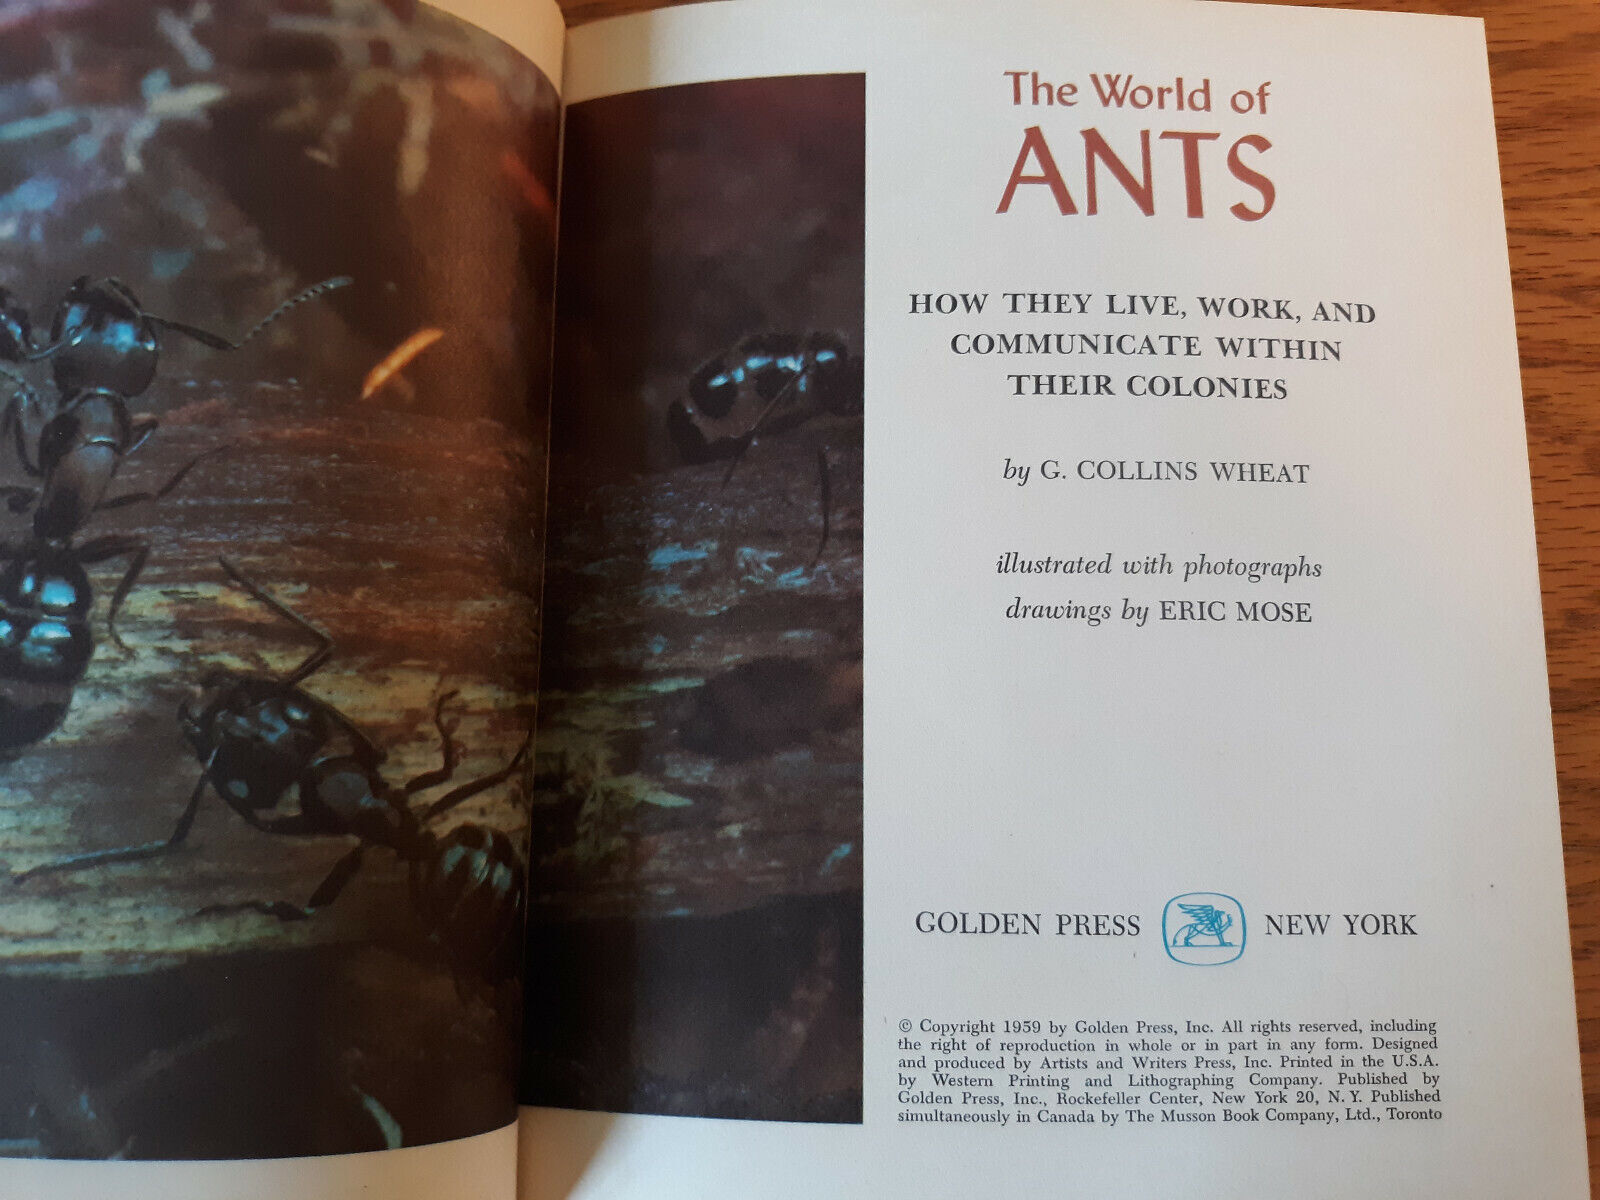 The World of
ANTS
HOW THEY LIVE, WORK, AND
COMMUNICATE WITHIN
THEIR COLONIES
by G. COLLINS WHEAT
illustrated with photographs
drawings by ERIC MOSE
GOLDEN PRESS NEW YORK
© Copyright 1959 by Golden Press, Inc. All rights reserved, including
the right of reproduction in whole or in part in any form. Designed
and produced by Artists and Writers Press, Inc. Printed in the U.S.A.
by Western Printing and Lithographing Company. Published by
Golden Press, Inc., Rockefeller Center, New York 20, N. Y. Published
simultaneously in Canada by The Musson Book Company, Ltd., Toronto